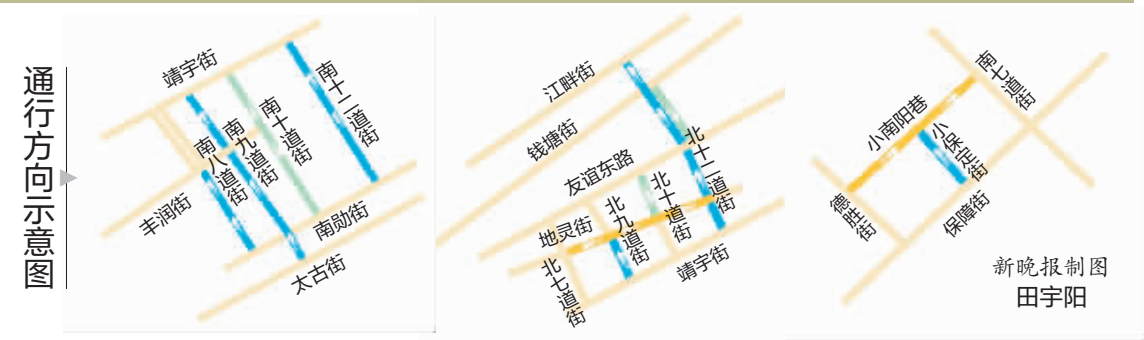 通行方向示意图
靖宇街
南十二道街
南十道街
南九道街
南八道街
丰润街
南勋街
太古街
江畔街
钱塘街
友谊东路
北十二道街
北十道街
北九道街
地灵街
北七道街
靖宇街
南七道街
小南阳巷
小保定街
德胜街
保障街
新晚报制图
田宇阳